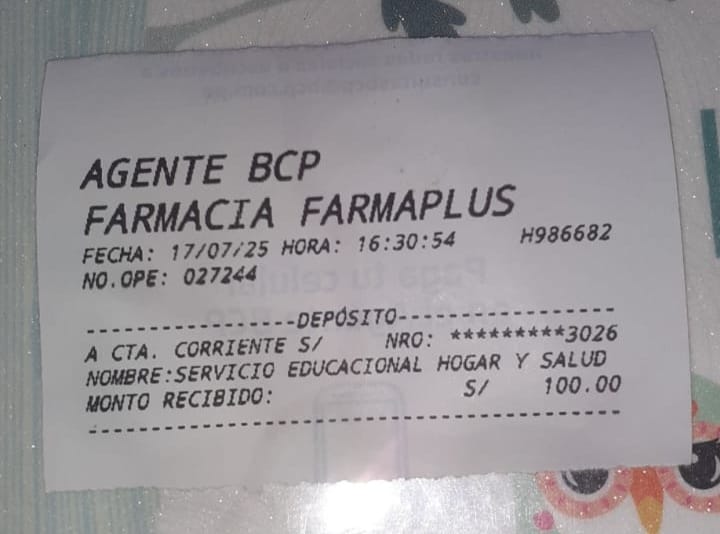 AGENTE BCP
FARMACIA FARMAPLUS
FECHA: 17/07/25 HORA: 16:30:54 H986682
NO.OPE: 027244
------------------DEPÓSITO------------------
A CTA. CORRIENTE S/ NRO: *********3026
NOMBRE:SERVICIO EDUCACIONAL HOGAR Y SALUD
MONTO RECIBIDO: S/ 100.00
-----------------------------------------------